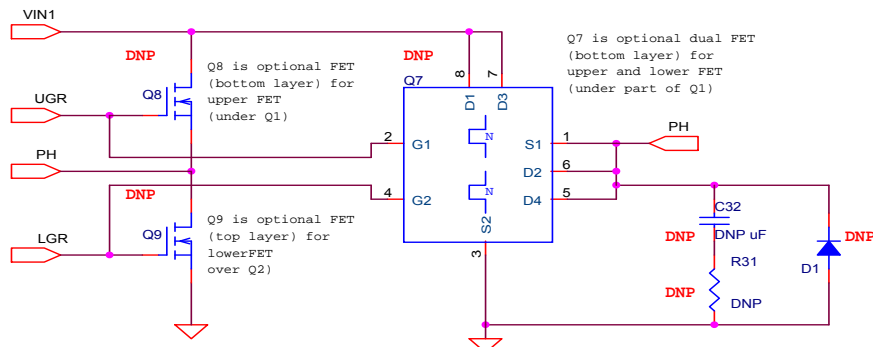 VIN1
DNP
Q8 is optional FET
(bottom layer) for
upper FET
(under Q1)
Q8
UGR
PH
DNP
Q9 is optional FET
(top layer) for
lowerFET
over Q2)
Q9
LGR
DNP
Q7
8
7
D1
D3
2
G1
4
G2
N
N
S1
1
D2
6
D4
5
S2
3
Q7 is optional dual FET
(bottom layer) for
upper and lower FET
(under part of Q1)
PH
C32
DNP
DNP uF
R31
DNP
DNP
D1
DNP